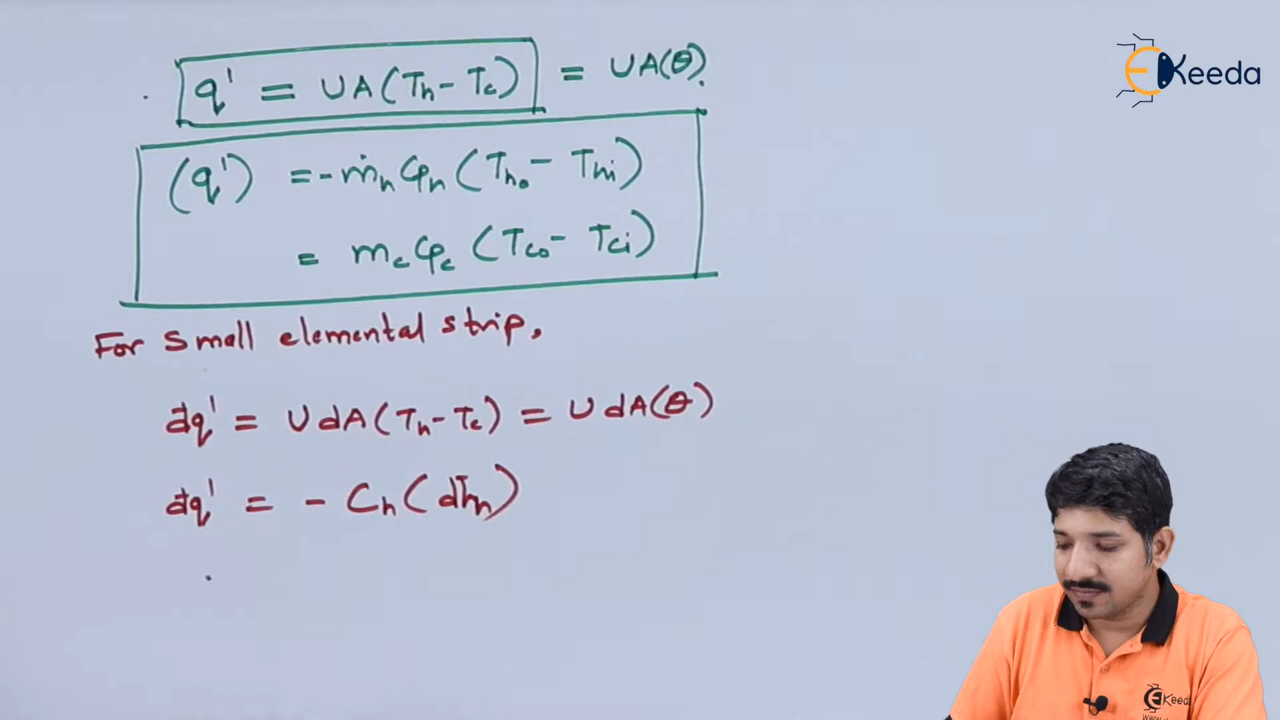 q' = UA(Th - Tc) = UA(θ).
(q') = -ṁh Cph (Tho - Thi)
= mc Cpc (Tco - Tci)
For small elemental strip,
dq' = U dA(Th - Tc) = U dA(θ)
dq' = - Ch (dTh)
EKeeda
EKeeda